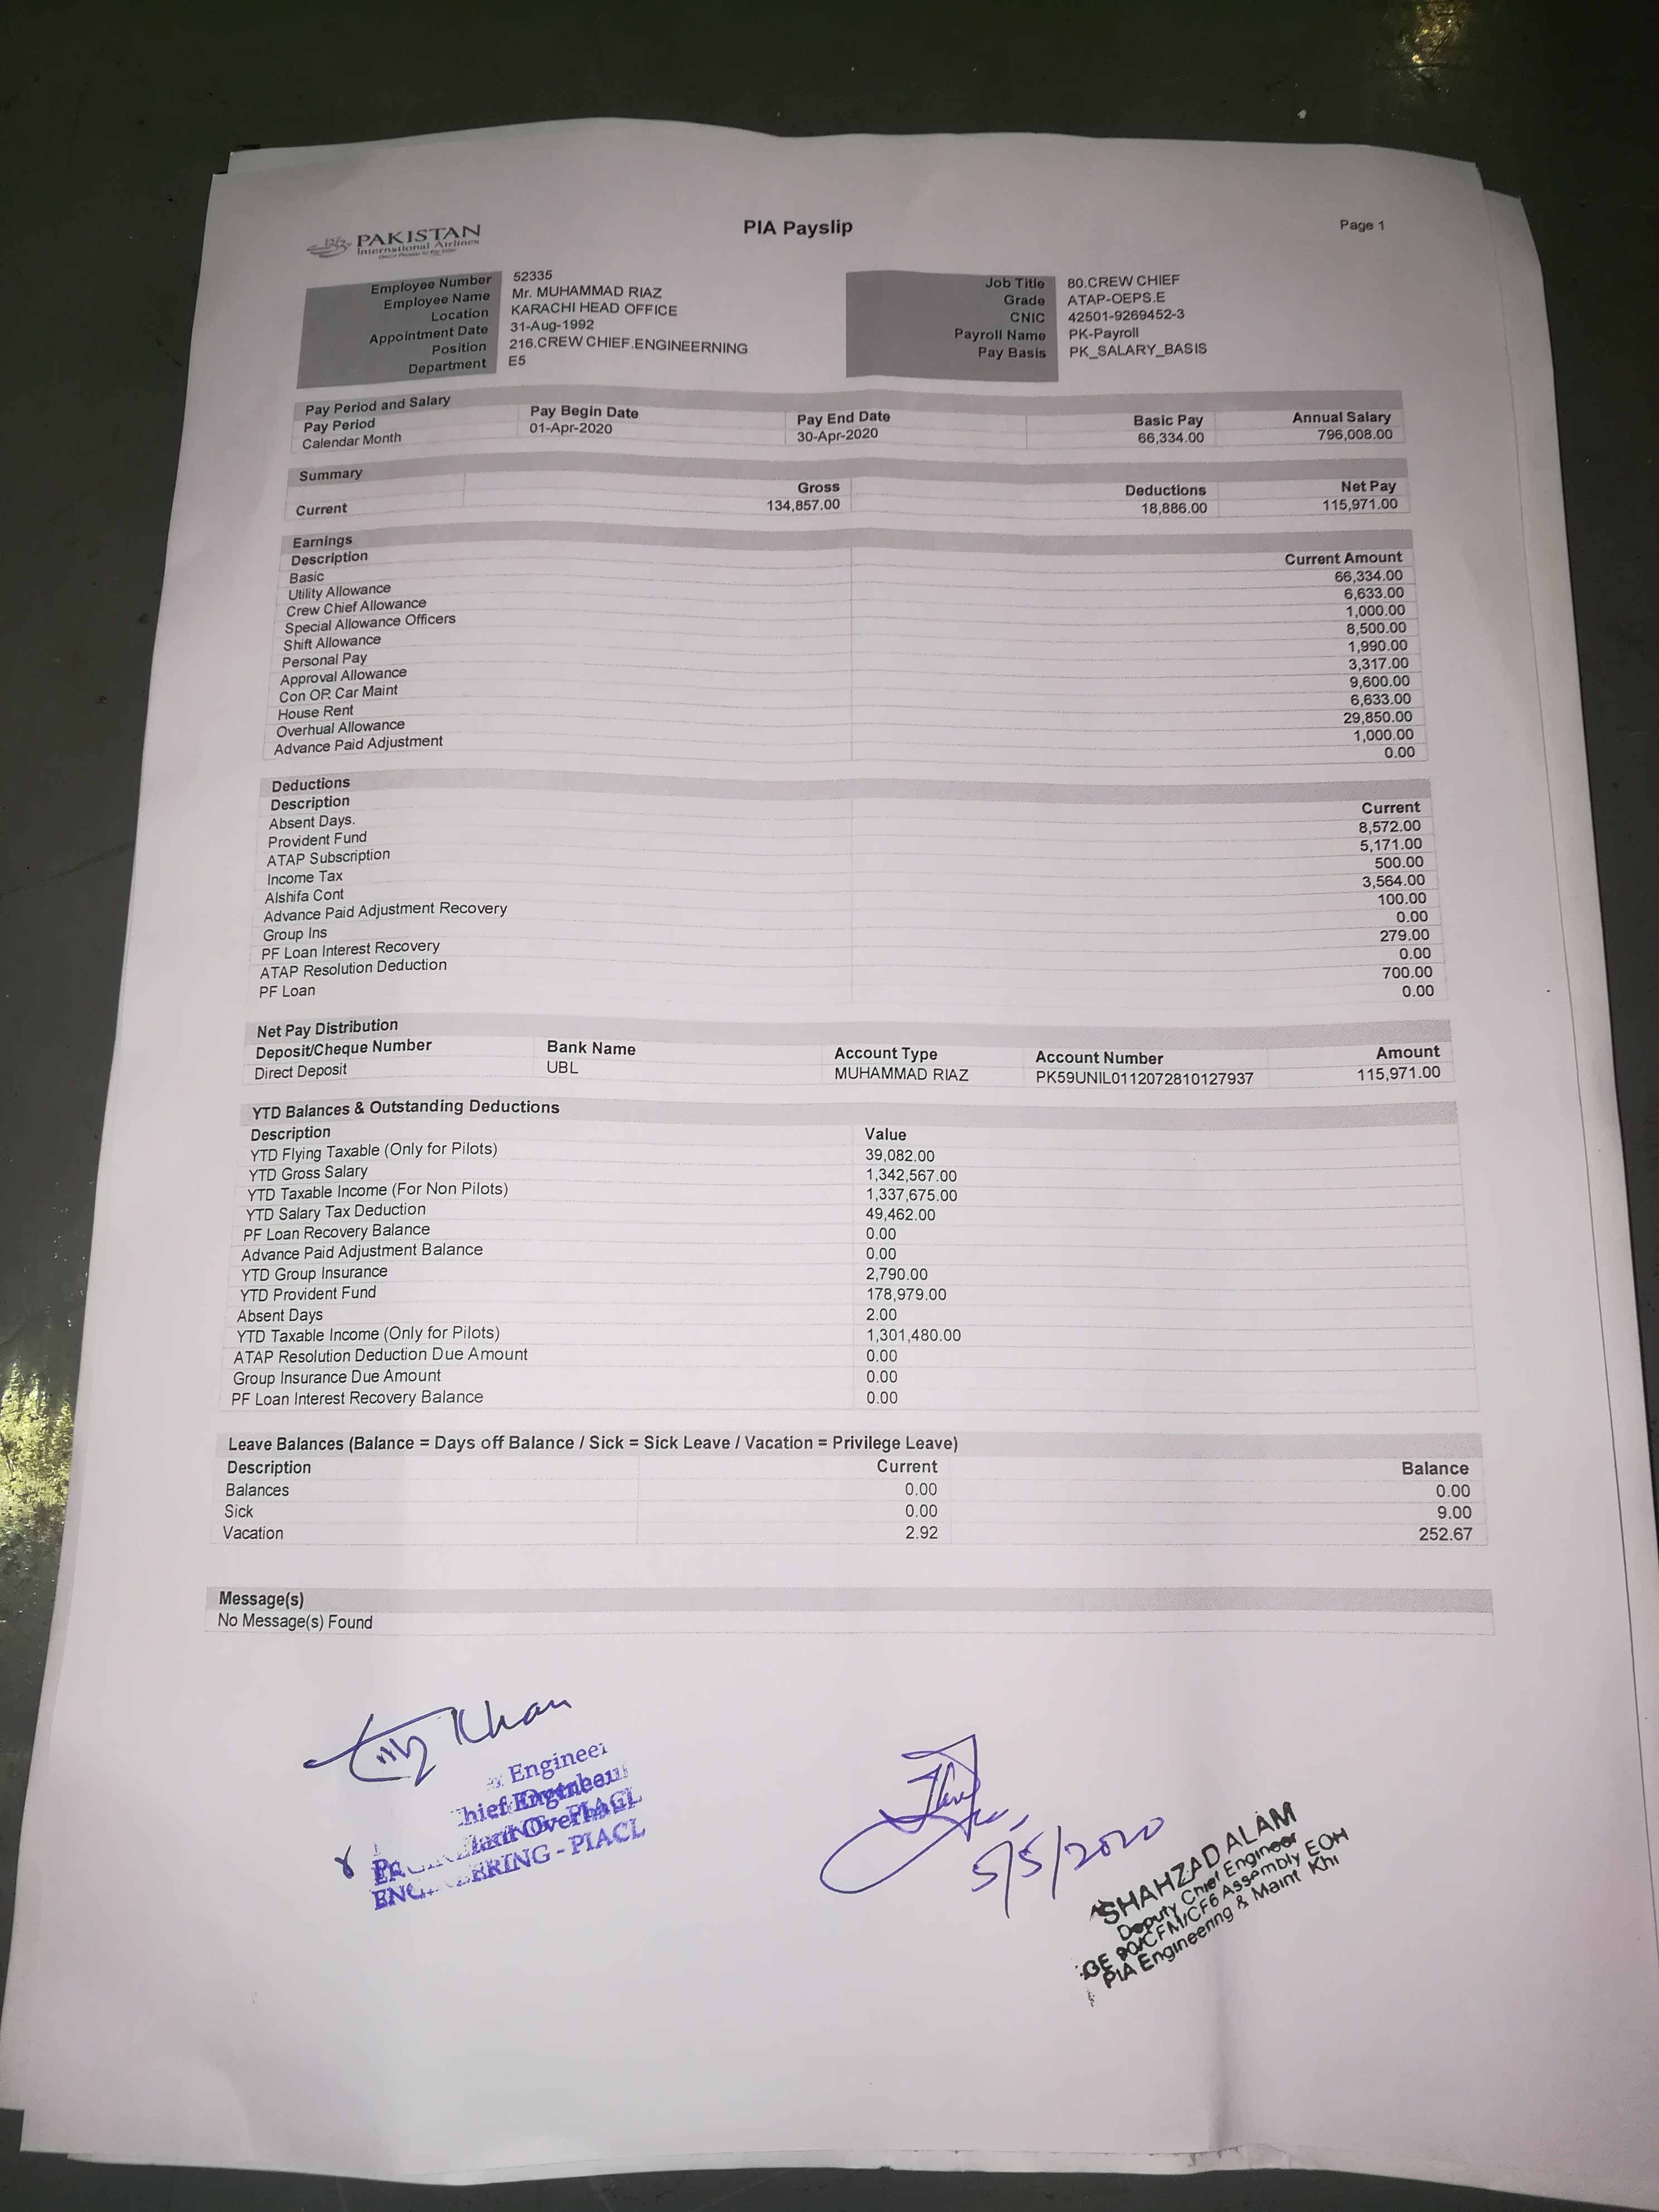 PAKISTAN
International Airlines
PIA Payslip
Page 1
Employee Number 52335
Employee Name Mr. MUHAMMAD RIAZ
Location KARACHI HEAD OFFICE
Appointment Date 31-Aug-1992
Position 216.CREW CHIEF.ENGINEERNING
Department E5
Job Title 80.CREW CHIEF
Grade ATAP-OEPS.E
CNIC 42501-9269452-3
Payroll Name PK-Payroll
Pay Basis PK_SALARY_BASIS
Pay Period and Salary
Pay Period Pay Begin Date Pay End Date Basic Pay Annual Salary
Calendar Month 01-Apr-2020 30-Apr-2020 66,334.00 796,008.00
Summary
Gross Deductions Net Pay
Current 134,857.00 18,886.00 115,971.00
Earnings
Description Current Amount
Basic 66,334.00
Utility Allowance 6,633.00
Crew Chief Allowance 1,000.00
Special Allowance Officers 8,500.00
Shift Allowance 1,990.00
Personal Pay 3,317.00
Approval Allowance 9,600.00
Con OP. Car Maint 6,633.00
House Rent 29,850.00
Overhual Allowance 1,000.00
Advance Paid Adjustment 0.00
Deductions
Description Current
Absent Days. 8,572.00
Provident Fund 5,171.00
ATAP Subscription 500.00
Income Tax 3,564.00
Alshifa Cont 100.00
Advance Paid Adjustment Recovery 0.00
Group Ins 279.00
PF Loan Interest Recovery 0.00
ATAP Resolution Deduction 700.00
PF Loan 0.00
Net Pay Distribution
Deposit/Cheque Number Bank Name Account Type Account Number Amount
Direct Deposit UBL MUHAMMAD RIAZ PK59UNIL0112072810127937 115,971.00
YTD Balances & Outstanding Deductions
Description Value
YTD Flying Taxable (Only for Pilots) 39,082.00
YTD Gross Salary 1,342,567.00
YTD Taxable Income (For Non Pilots) 1,337,675.00
YTD Salary Tax Deduction 49,462.00
PF Loan Recovery Balance 0.00
Advance Paid Adjustment Balance 0.00
YTD Group Insurance 2,790.00
YTD Provident Fund 178,979.00
Absent Days 2.00
YTD Taxable Income (Only for Pilots) 1,301,480.00
ATAP Resolution Deduction Due Amount 0.00
Group Insurance Due Amount 0.00
PF Loan Interest Recovery Balance 0.00
Leave Balances (Balance = Days off Balance / Sick = Sick Leave / Vacation = Privilege Leave)
Description Current Balance
Balances 0.00 0.00
Sick 0.00 9.00
Vacation 2.92 252.67
Message(s)
No Message(s) Found
Khan
Engineer
Overhaul
ENGINEERING - PIACL
5/5/2020
SHAHZAD ALAM
Deputy Chief Engineer
GE 90/CFM/CF6 Assembly EOH
PIA Engineering & Maint Khi